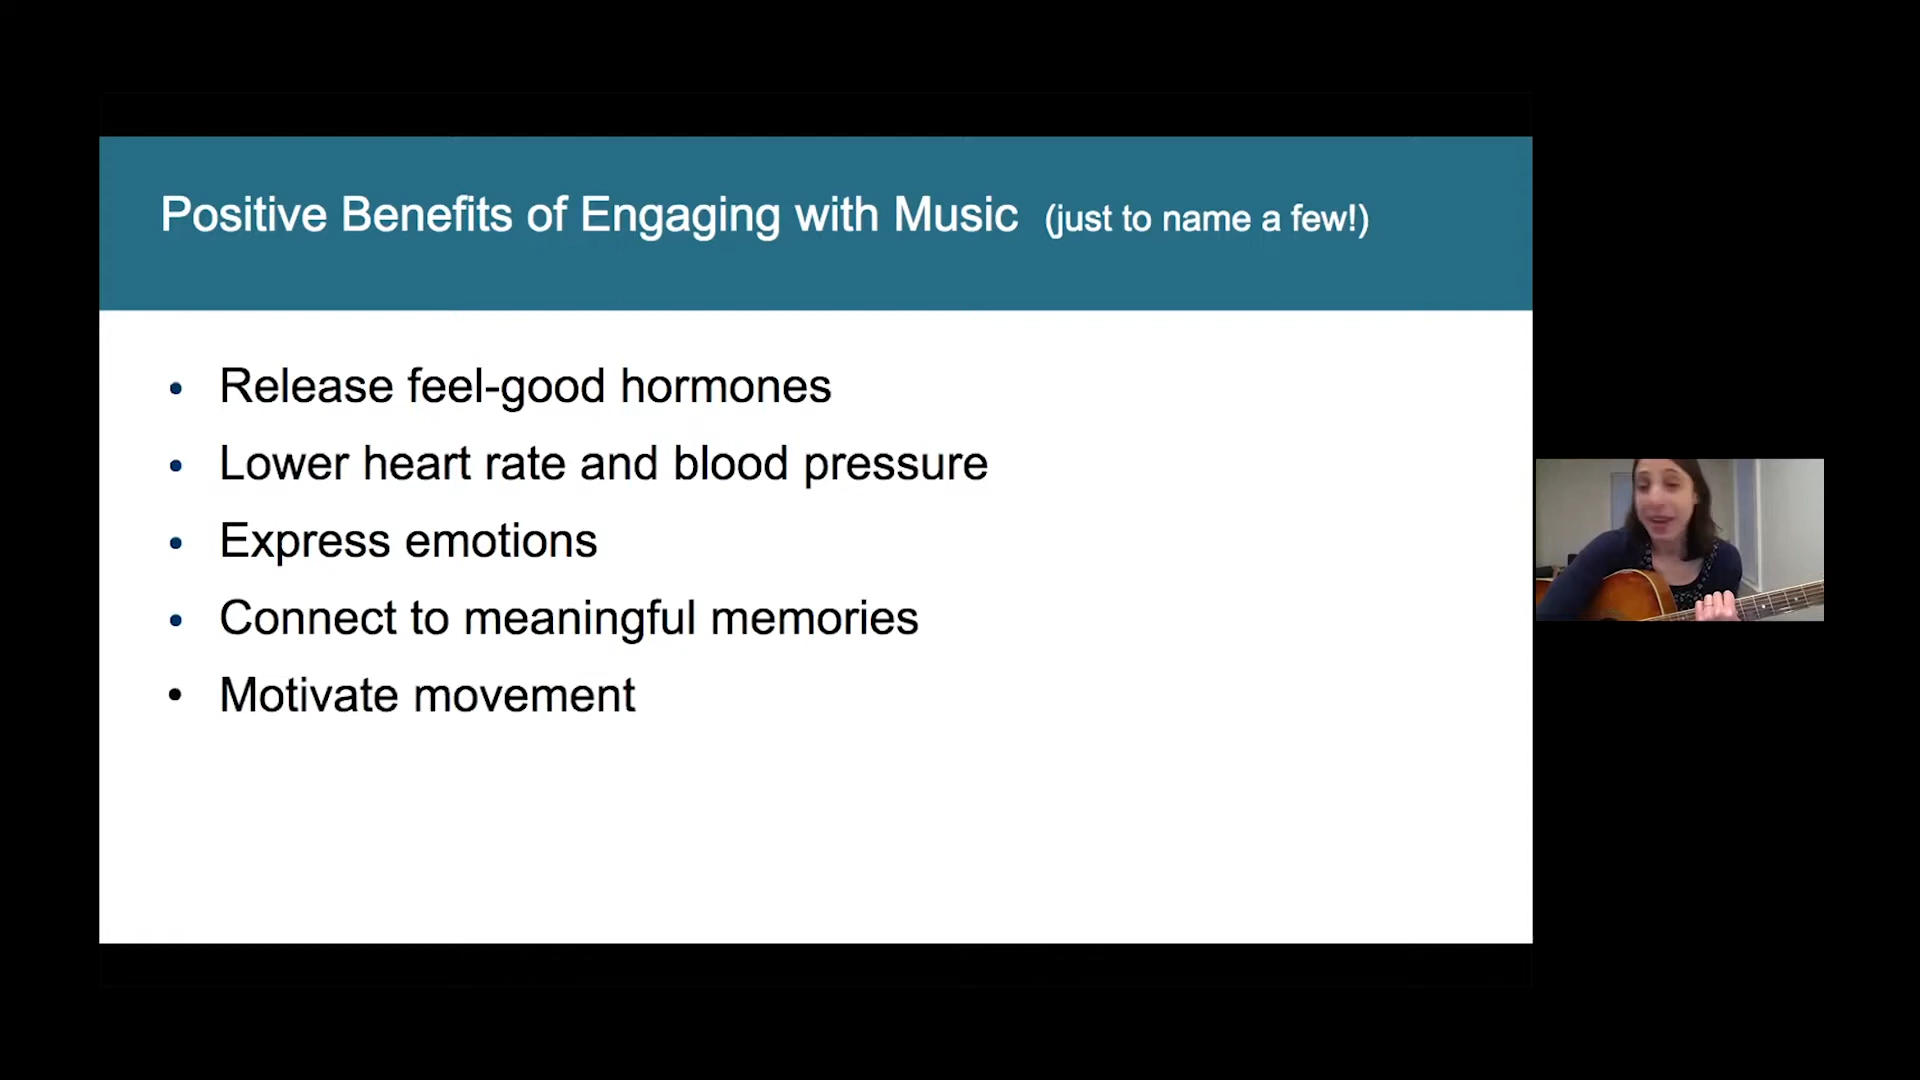 Positive Benefits of Engaging with Music (just to name a few!)
• Release feel-good hormones
• Lower heart rate and blood pressure
• Express emotions
• Connect to meaningful memories
• Motivate movement